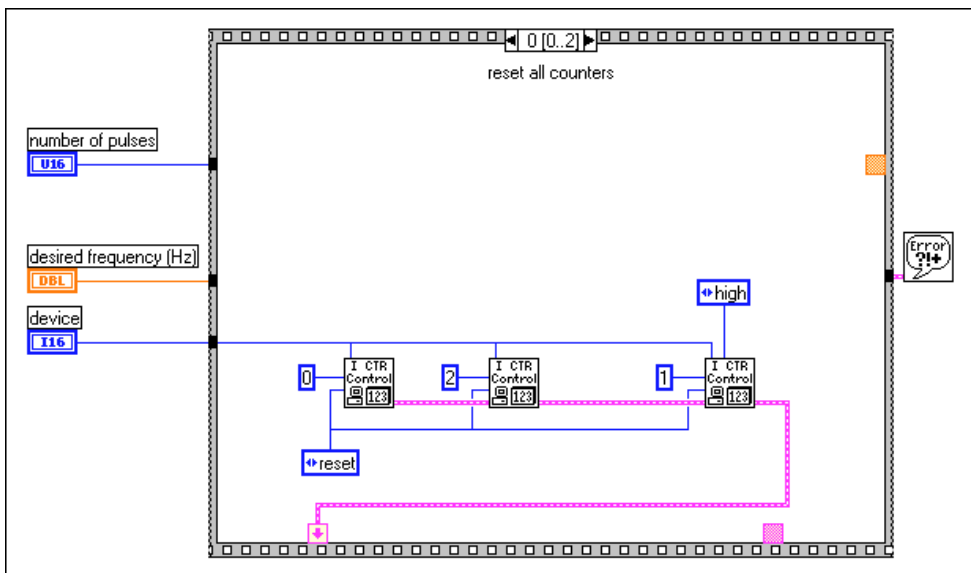 0 [0..2]
reset all counters
number of pulses
U16
desired frequency (Hz)
DBL
device
I16
Error
?!+
high
I CTR
Control
123
I CTR
Control
123
I CTR
Control
123
0
2
1
reset